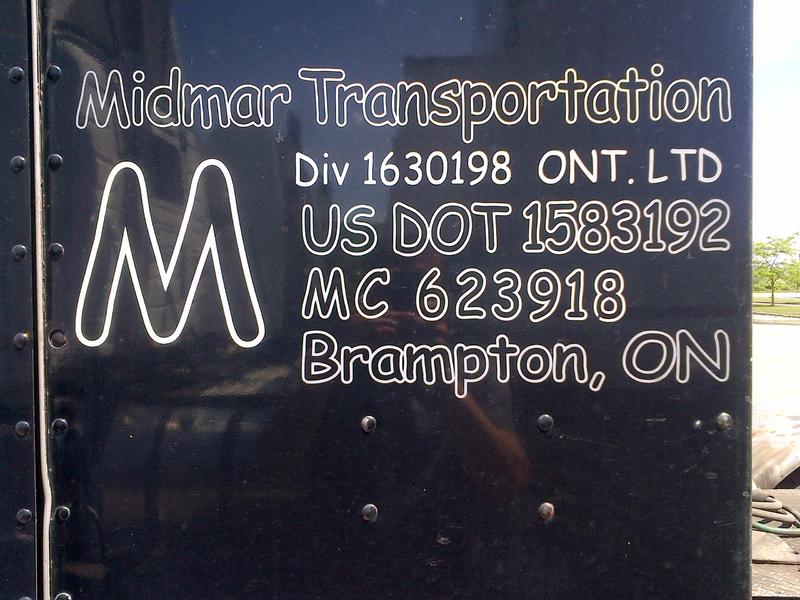 Midmar Transportation
M
Div 1630198 ONT. LTD
US DOT 1583192
MC 623918
Brampton, ON